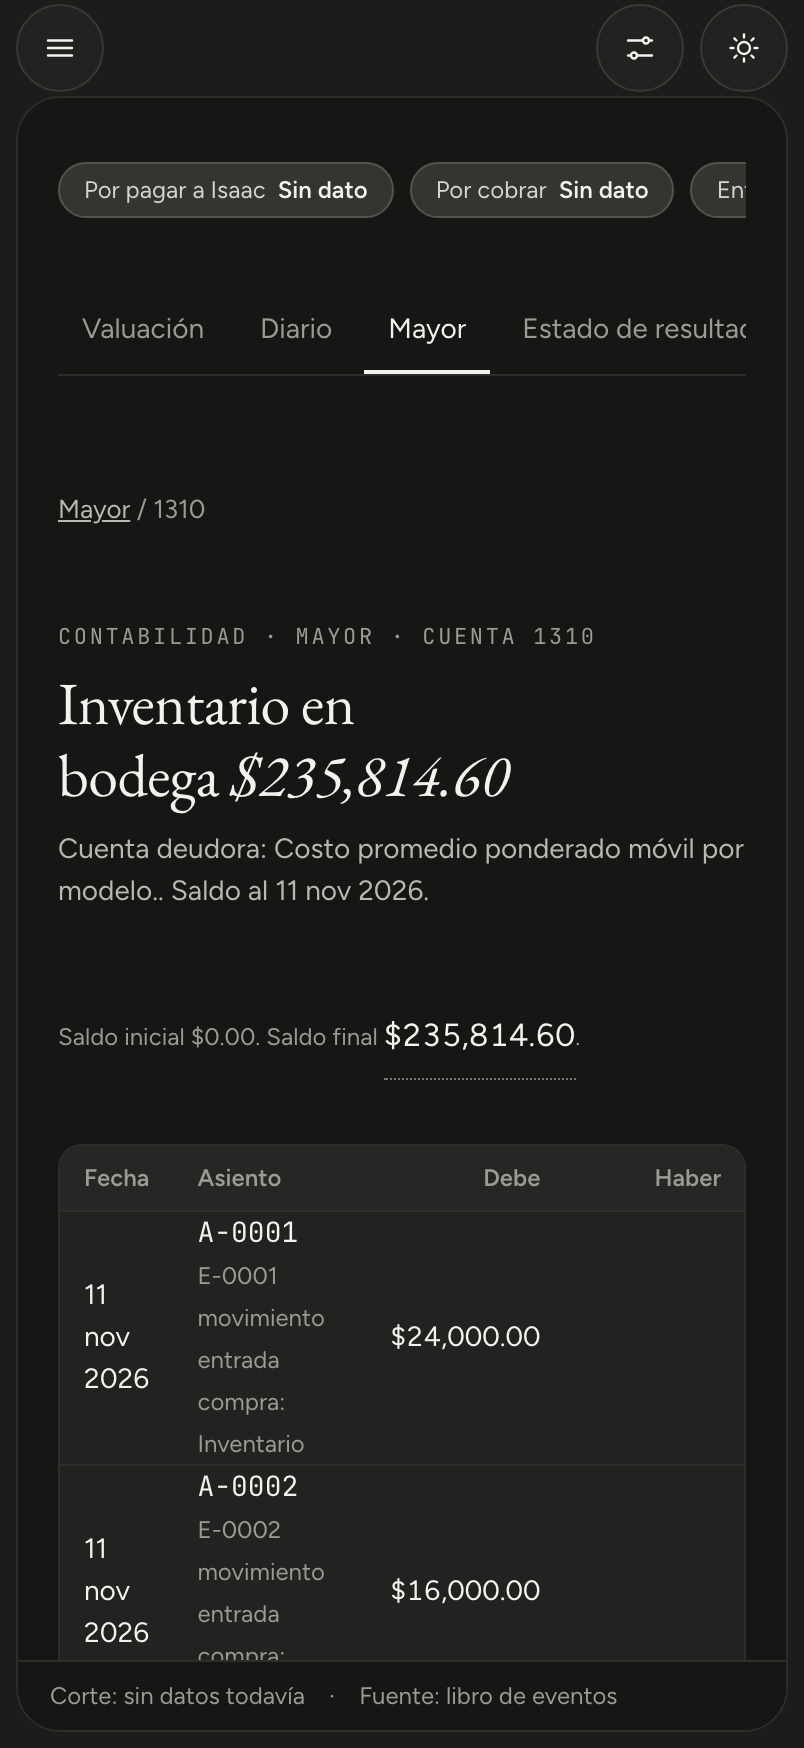 Por pagar a Isaac Sin dato Por cobrar Sin dato
Valuación Diario Mayor Estado de resultad
Mayor / 1310
CONTABILIDAD · MAYOR · CUENTA 1310
Inventario en
bodega $235,814.60
Cuenta deudora: Costo promedio ponderado móvil por
modelo.. Saldo al 11 nov 2026.
Saldo inicial $0.00. Saldo final $235,814.60.
Fecha Asiento Debe Haber
A-0001
E-0001
11
movimiento
nov
$24,000.00
entrada
2026
compra:
Inventario
A-0002
E-0002
11
movimiento
nov
$16,000.00
entrada
2026
compra:
Corte: sin datos todavía · Fuente: libro de eventos